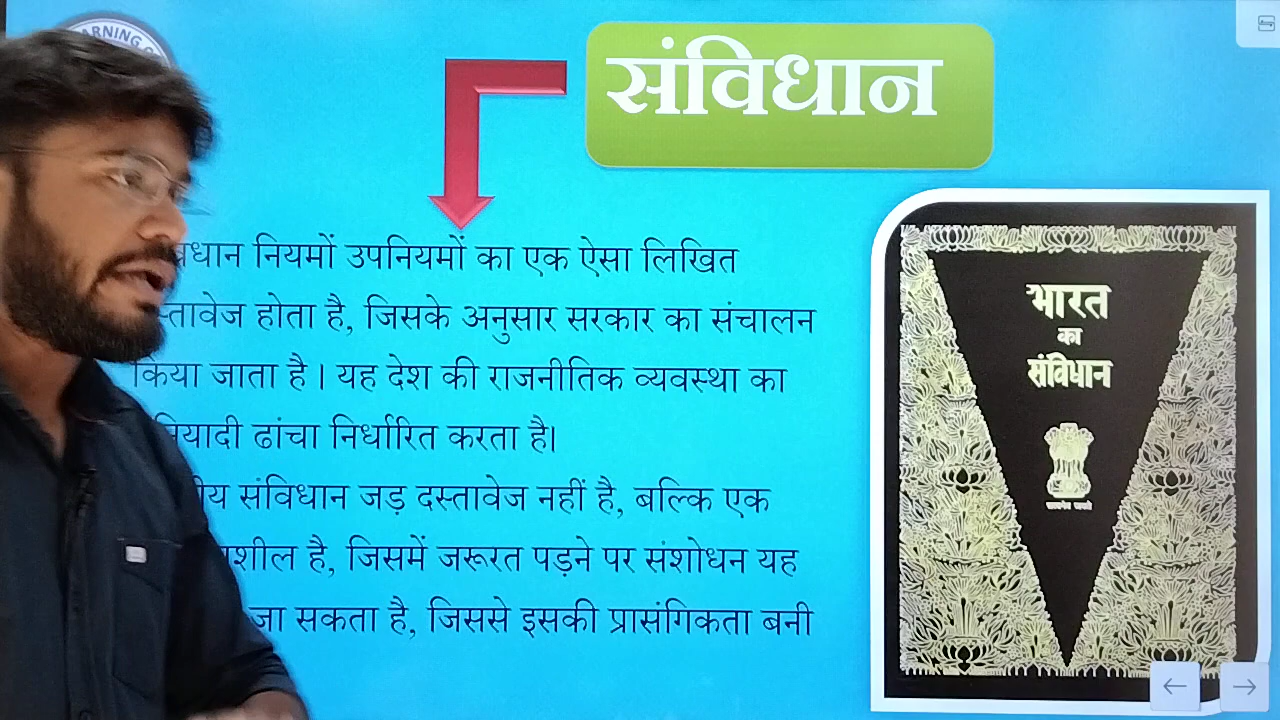 संविधान
नियमों उपनियमों का एक ऐसा लिखित
होता है, जिसके अनुसार सरकार का संचालन
किया जाता है। यह देश की राजनीतिक व्यवस्था का
ढांचा निर्धारित करता है।
संविधान जड़ दस्तावेज नहीं है, बल्कि एक
है, जिसमें जरूरत पड़ने पर संशोधन यह
जा सकता है, जिससे इसकी प्रासंगिकता बनी
भारत
का
संविधान